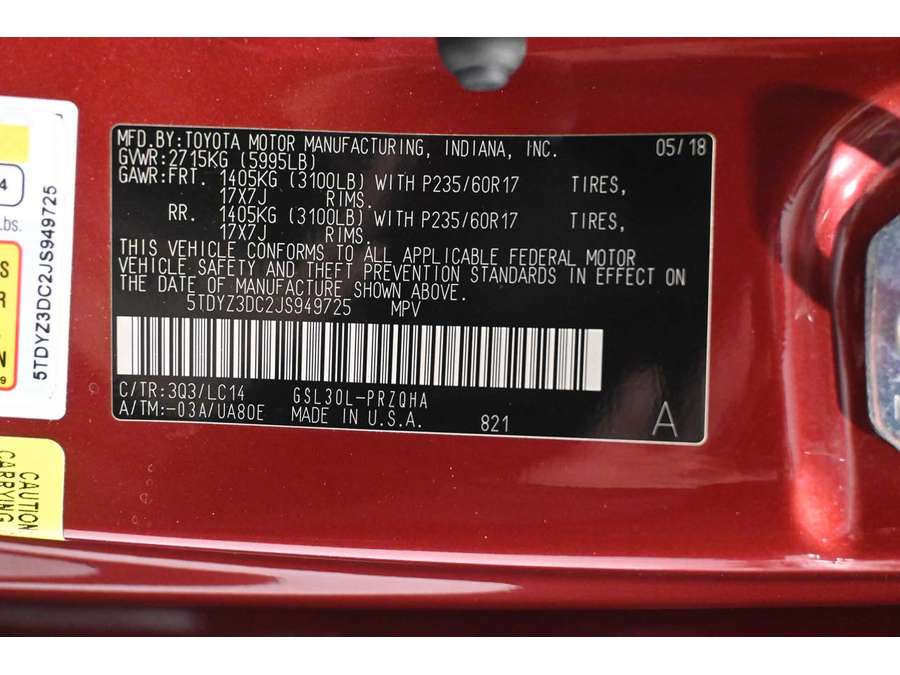 MFD.BY:TOYOTA MOTOR MANUFACTURING, INDIANA, INC. 05/18
GVWR:2715KG (5995LB)
GAWR:FRT. 1405KG (3100LB) WITH P235/60R17 TIRES,
17X7J RIMS.
RR. 1405KG (3100LB) WITH P235/60R17 TIRES,
17X7J RIMS.
THIS VEHICLE CONFORMS TO ALL APPLICABLE FEDERAL MOTOR
VEHICLE SAFETY AND THEFT PREVENTION STANDARDS IN EFFECT ON
THE DATE OF MANUFACTURE SHOWN ABOVE.
5TDYZ3DC2JS949725 MPV
C/TR:3Q3/LC14 GSL30L-PRZQHA
A/TM:-03A/UA80E MADE IN U.S.A. 821 A
4
Lbs.
S
R
N
9
5TDYZ3DC2JS949725
CAUTION
CARRYING